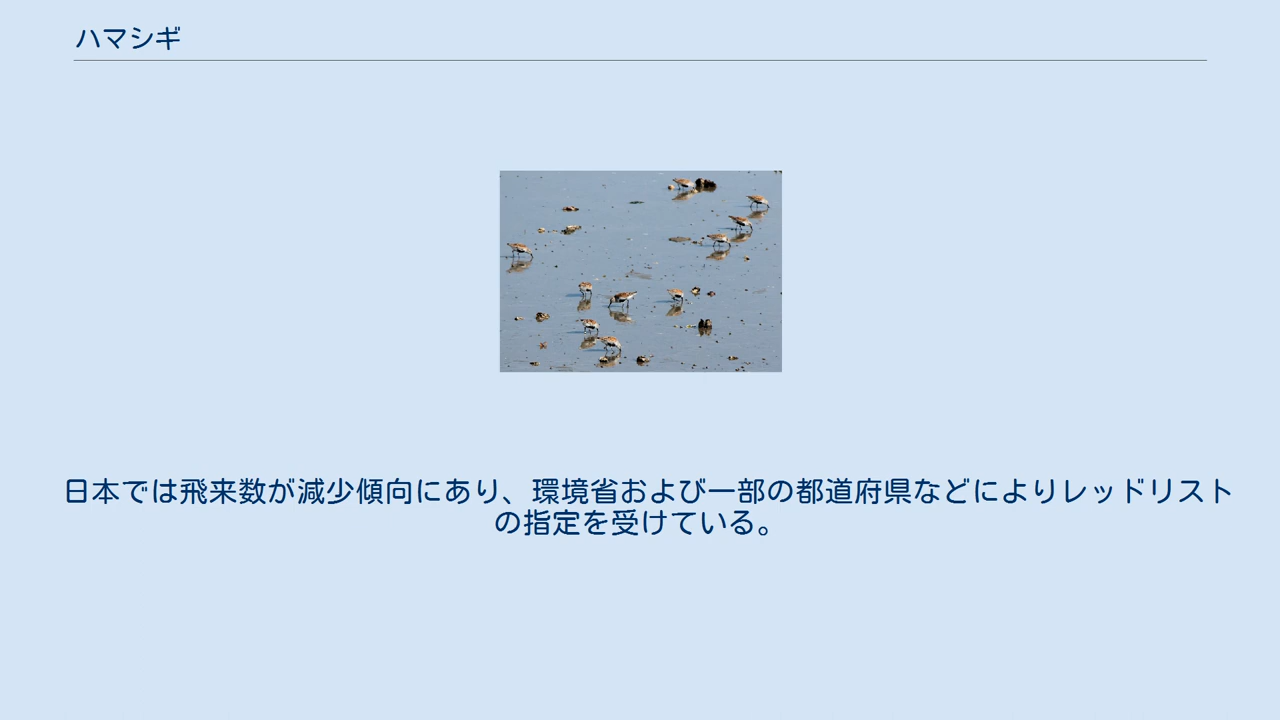 ハマシギ
日本では飛来数が減少傾向にあり、環境省および一部の都道府県などによりレッドリスト
の指定を受けている。